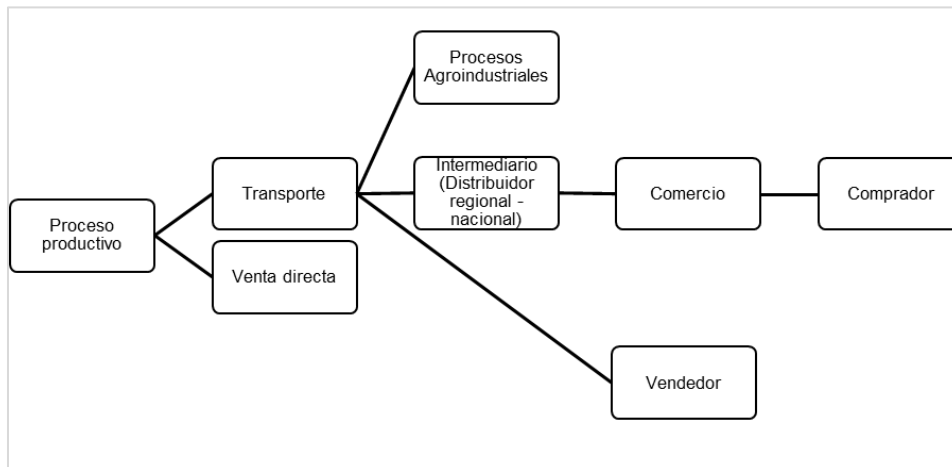 Procesos
Agroindustriales
Intermediario
(Distribuidor
regional -
nacional)
Transporte
Comercio
Comprador
Proceso
productivo
Venta directa
Vendedor